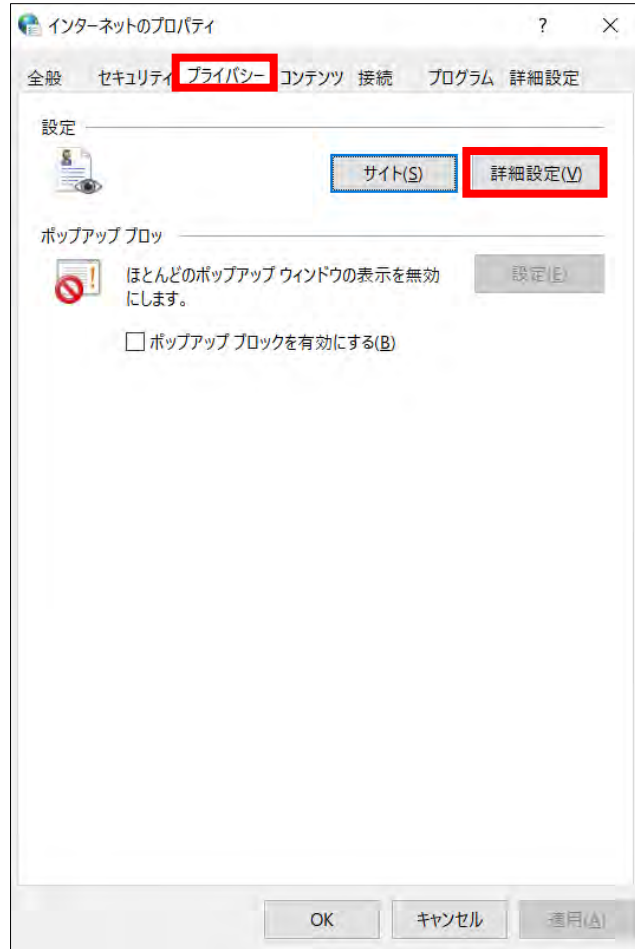 インターネットのプロパティ ? ×
全般 セキュリティ プライバシー コンテンツ 接続 プログラム 詳細設定
設定
サイト(S) 詳細設定(V)
ポップアップ ブロッ
ほとんどのポップアップ ウィンドウの表示を無効
にします。
設定(E)
ポップアップ ブロックを有効にする(B)
OK キャンセル 適用(A)